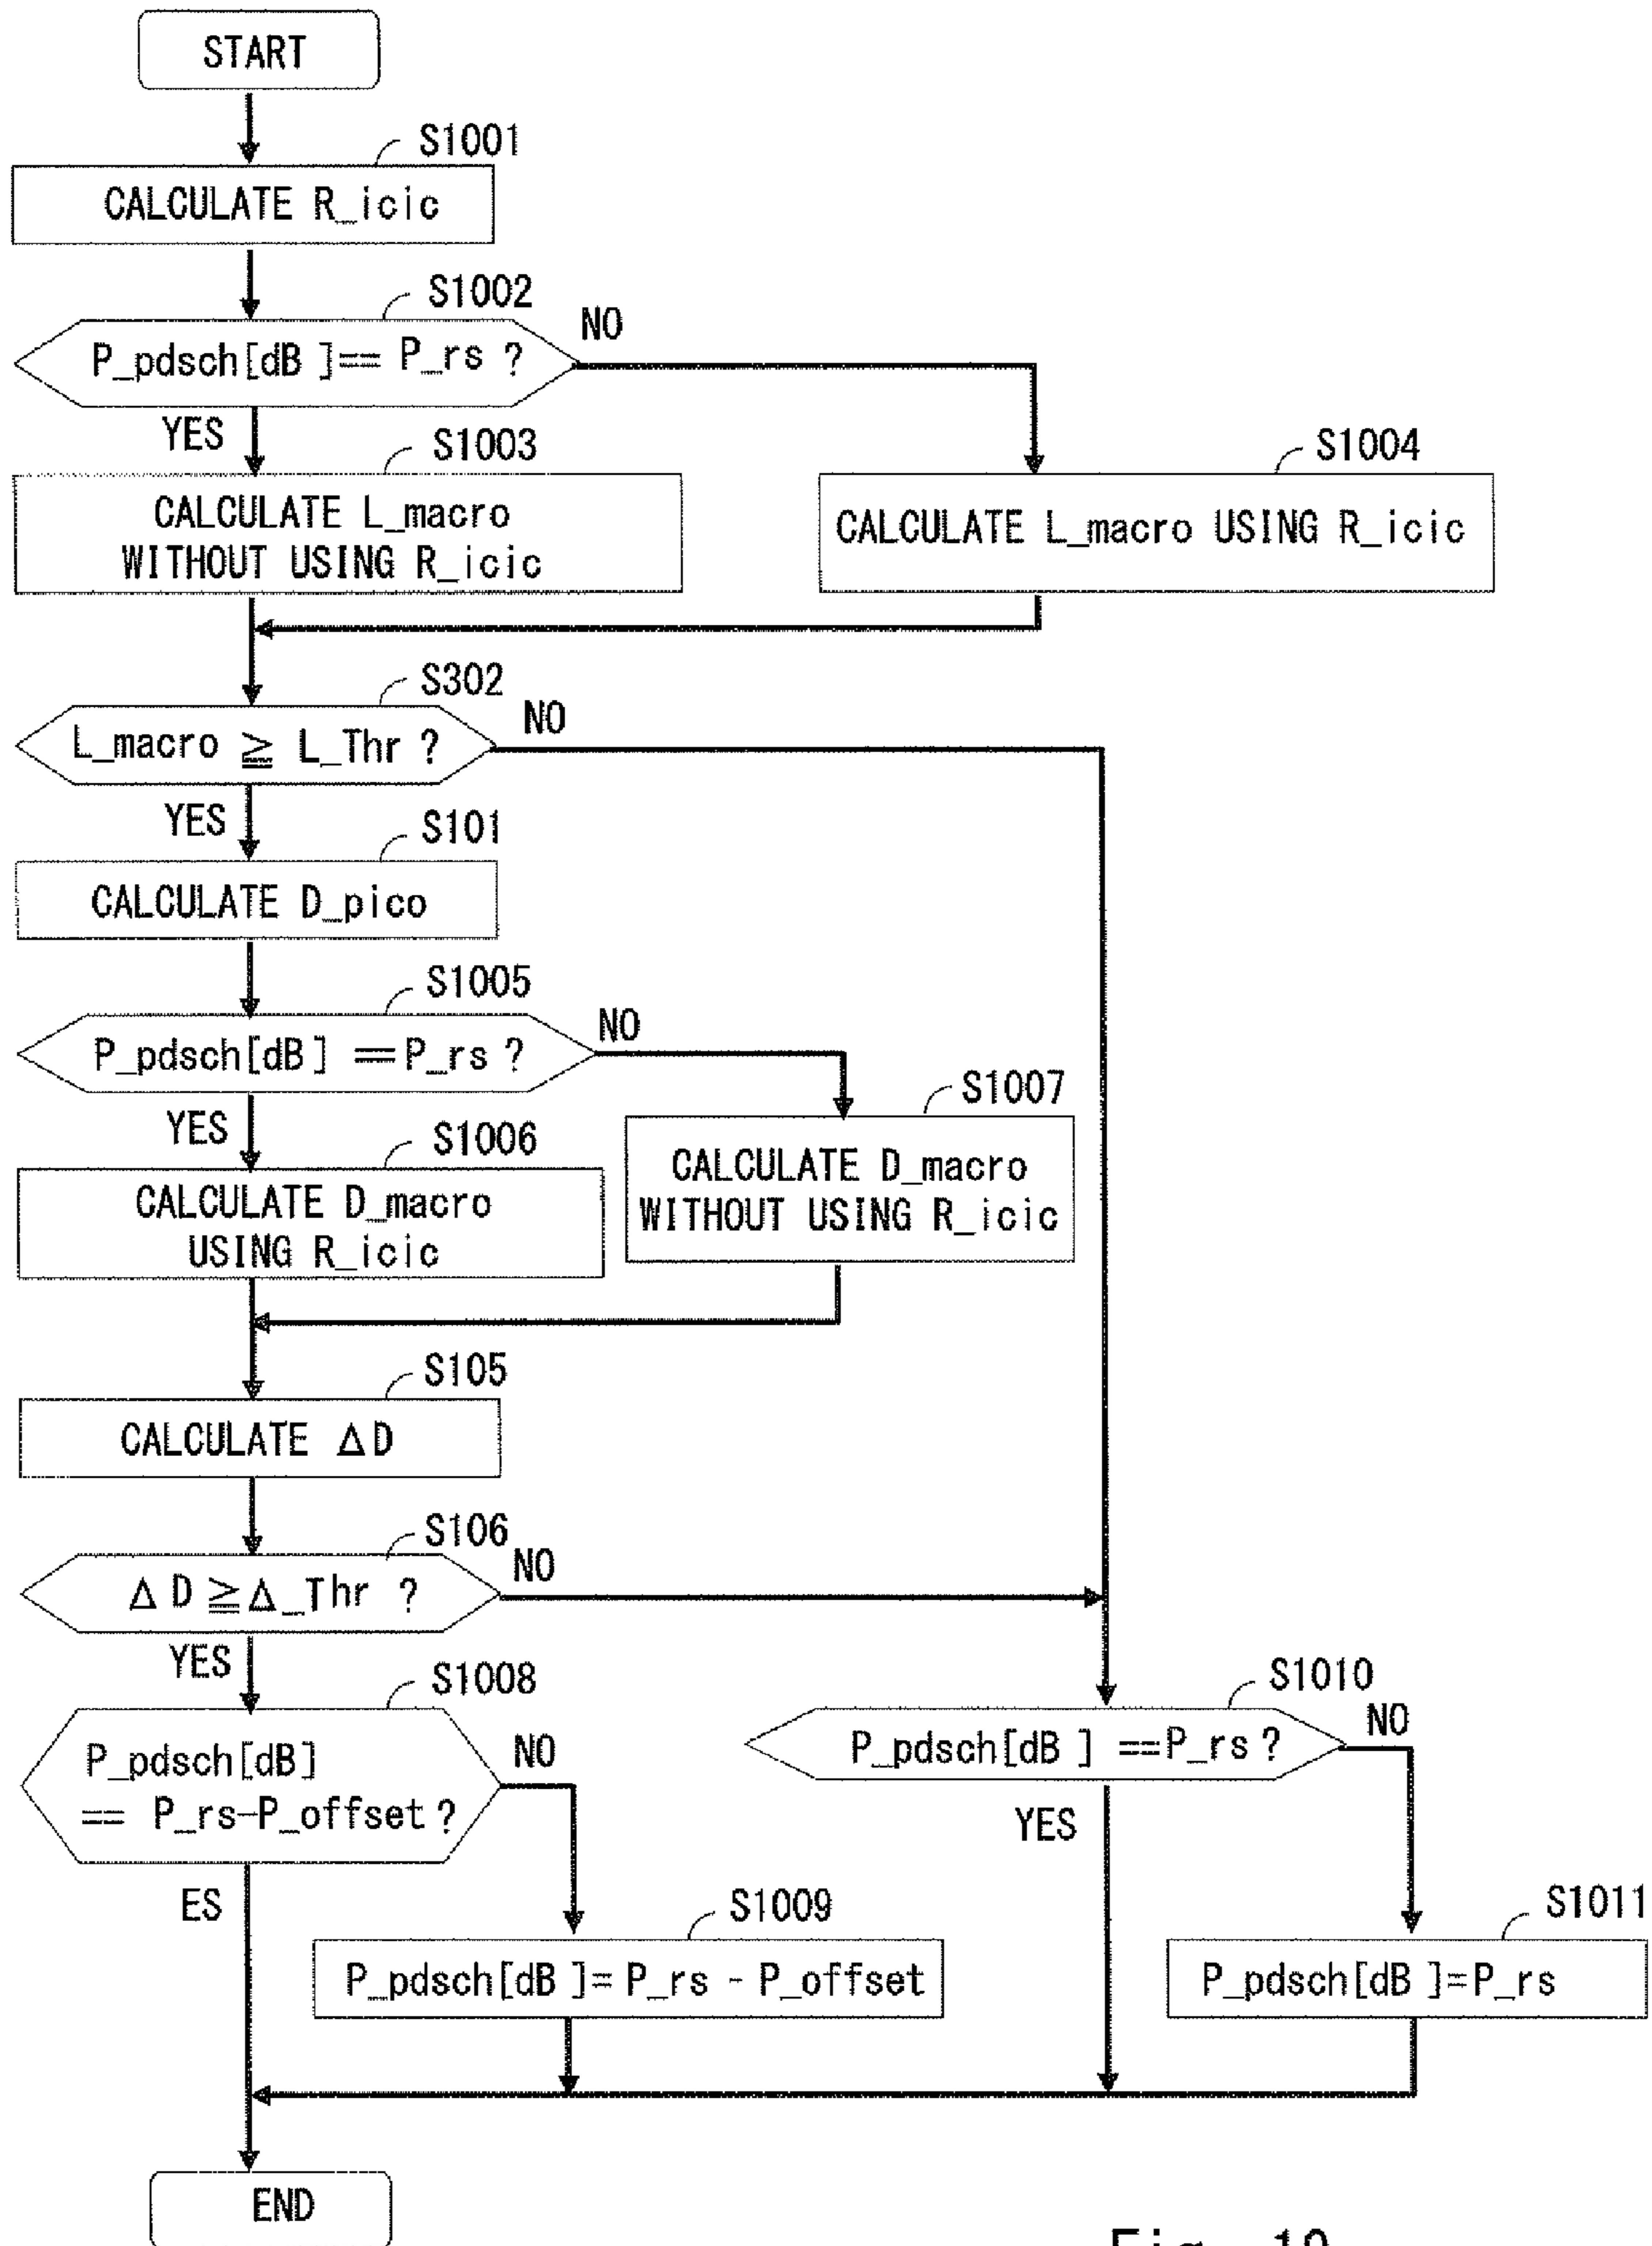 START
S1001
CALCULATE R_icic
S1002
P_pdsch[dB ]== P_rs ?
NO
YES
S1003
CALCULATE L_macro
WITHOUT USING R_icic
S1004
CALCULATE L_macro USING R_icic
S302
L_macro ≧ L_Thr ?
NO
YES
S101
CALCULATE D_pico
S1005
P_pdsch[dB] ==P_rs ?
NO
YES
S1006
CALCULATE D_macro
USING R_icic
S1007
CALCULATE D_macro
WITHOUT USING R_icic
S105
CALCULATE ΔD
S106
ΔD ≧Δ_Thr ?
NO
YES
S1008
P_pdsch[dB]
== P_rs-P_offset ?
NO
ES
S1009
P_pdsch[dB ]= P_rs - P_offset
S1010
P_pdsch[dB ] ==P_rs ?
NO
YES
S1011
P_pdsch[dB ]=P_rs
END